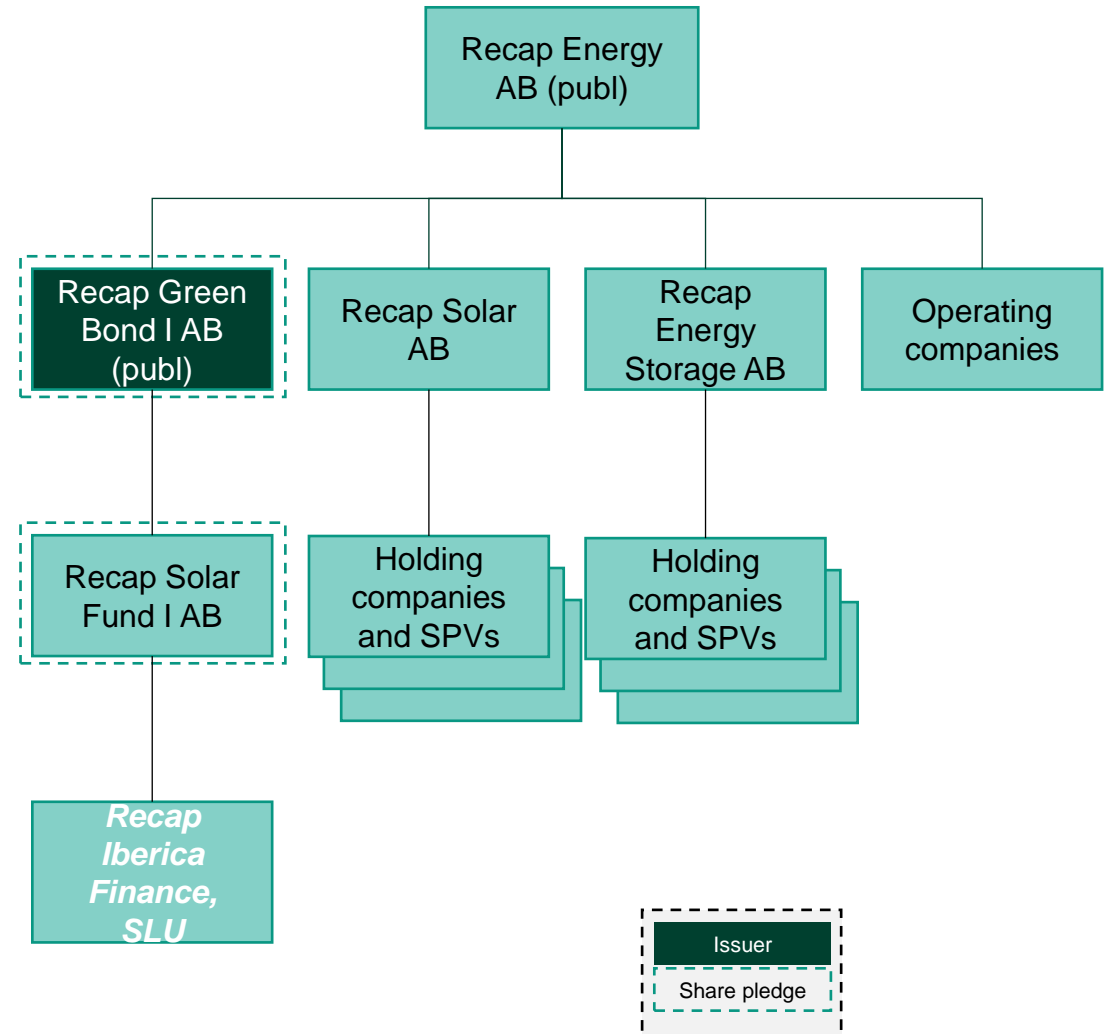 Recap Energy
AB (publ)
Recap Green
Bond I AB
(publ)
Recap Solar
AB
Recap
Energy
Storage AB
Operating
companies
Recap Solar
Fund I AB
Holding
companies
and SPVs
Holding
companies
and SPVs
Recap
Iberica
Finance,
SLU
Issuer
Share pledge